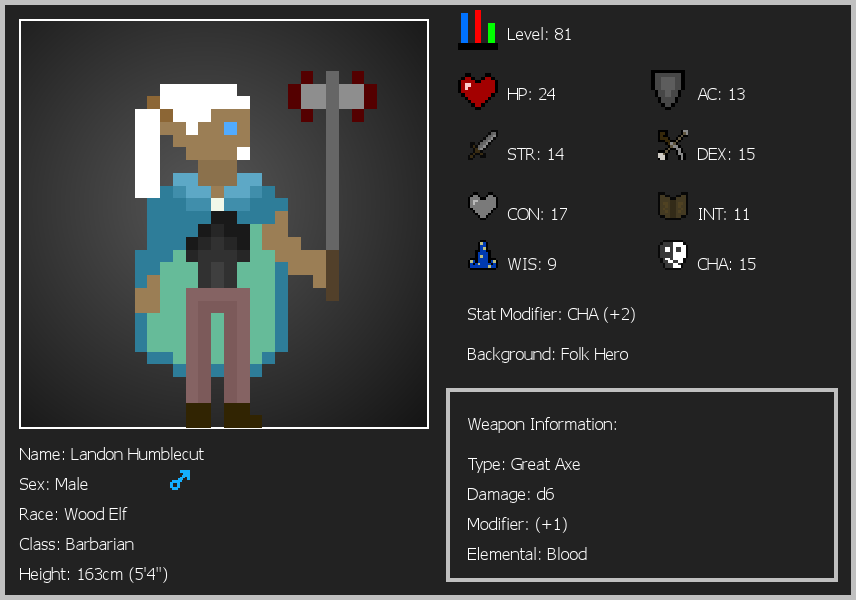 Level: 81
HP: 24
AC: 13
STR: 14
DEX: 15
CON: 17
INT: 11
WIS: 9
CHA: 15
Stat Modifier: CHA (+2)
Background: Folk Hero
Weapon Information:
Type: Great Axe
Damage: d6
Modifier: (+1)
Elemental: Blood
Name: Landon Humblecut
Sex: Male
Race: Wood Elf
Class: Barbarian
Height: 163cm (5'4")